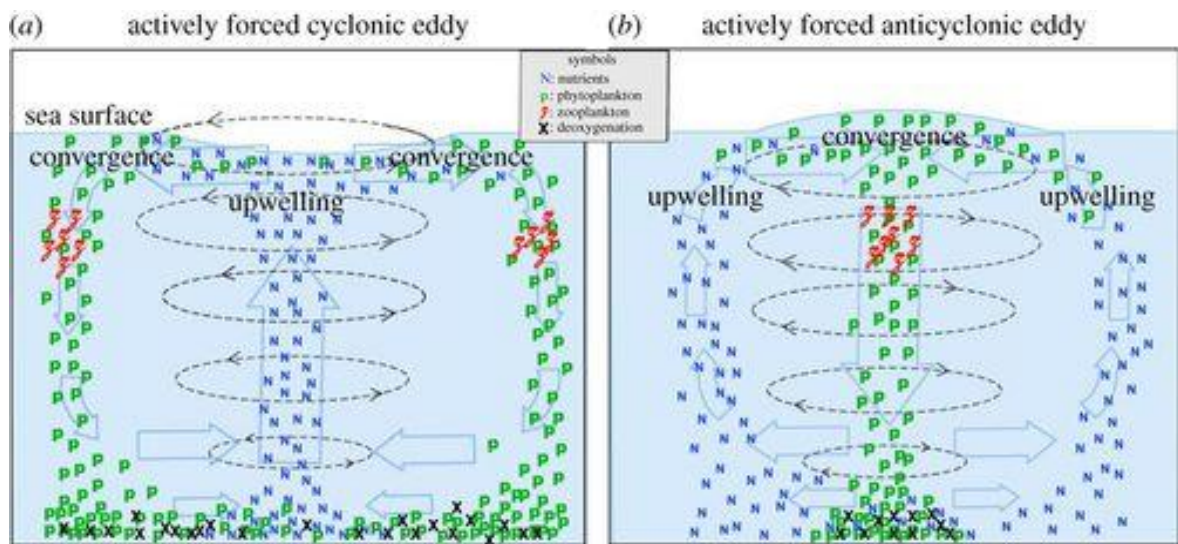 (a) actively forced cyclonic eddy
(b) actively forced anticyclonic eddy
symbols
N: nutrients
P: phytoplankton
: zooplankton
X: deoxygenation
sea surface
convergence
convergence
upwelling
convergence
upwelling
upwelling